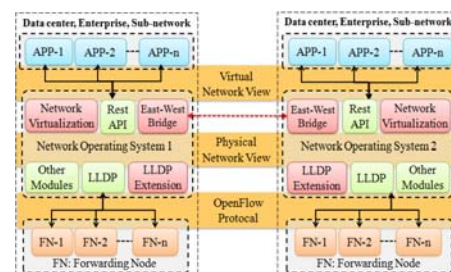 Data center, Enterprise, Sub-network
Data center, Enterprise, Sub-network
APP-1
APP-2
APP-n
APP-1
APP-2
APP-n
Virtual
Network View
Network
Virtualization
Rest
API
East-West
Bridge
East-West
Bridge
Rest
API
Network
Virtualization
Network Operating System 1
Physical
Network View
Network Operating System 2
Other
Modules
LLDP
LLDP
Extension
LLDP
Extension
LLDP
Other
Modules
OpenFlow
Protocal
FN-1
FN-2
FN-n
FN-1
FN-2
FN-n
FN: Forwarding Node
FN: Forwarding Node